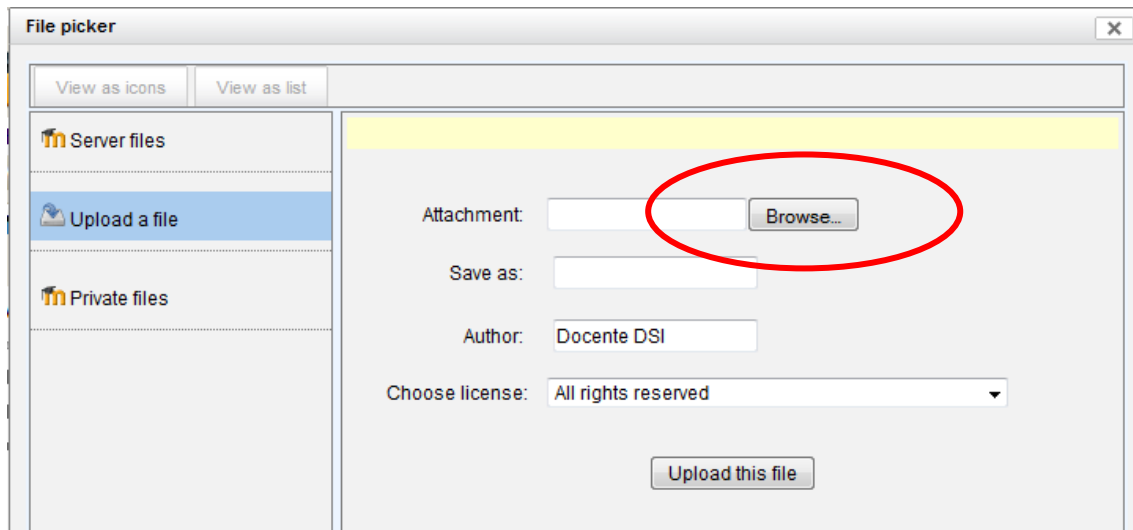 File picker
View as icons View as list
Server files
Upload a file
Private files
Attachment: Browse...
Save as:
Author: Docente DSI
Choose license: All rights reserved
Upload this file